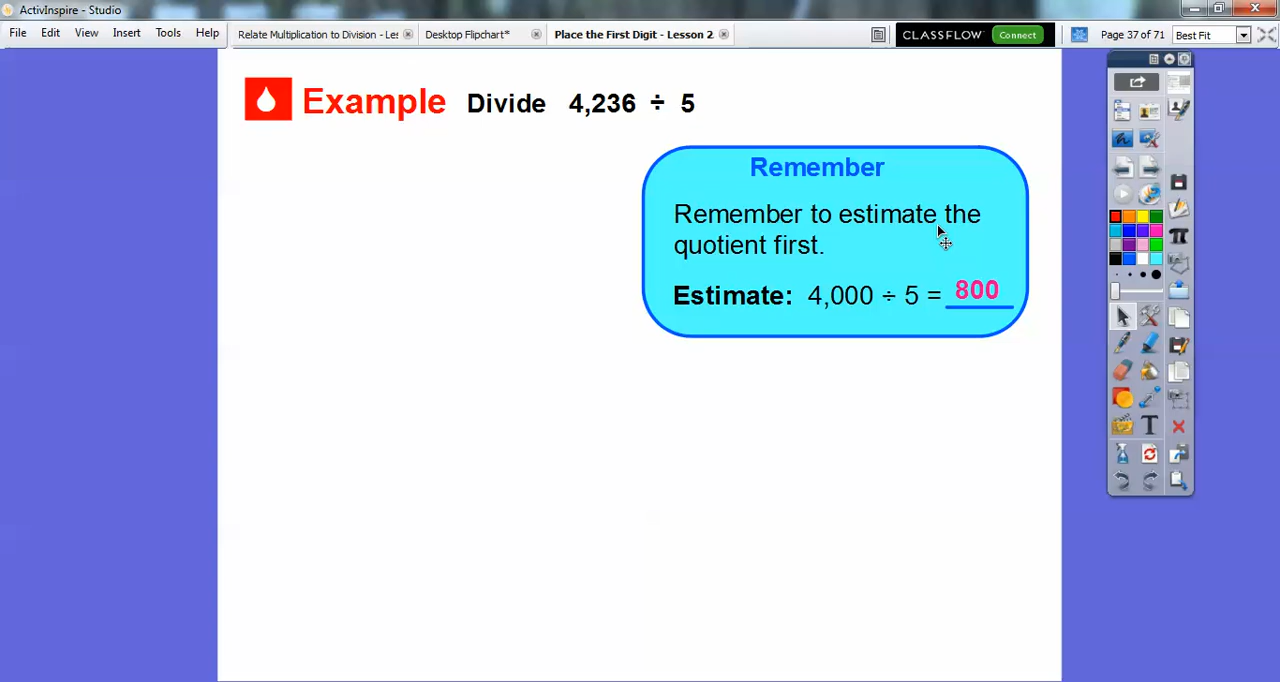 ActivInspire - Studio
File Edit View Insert Tools Help
Relate Multiplication to Division - Les
Desktop Flipchart*
Place the First Digit - Lesson 2.
CLASSFLOW Connect
Page 37 of 71
Best Fit
Example Divide 4,236 ÷ 5
Remember
Remember to estimate the
quotient first.
Estimate: 4,000 ÷ 5 = 800